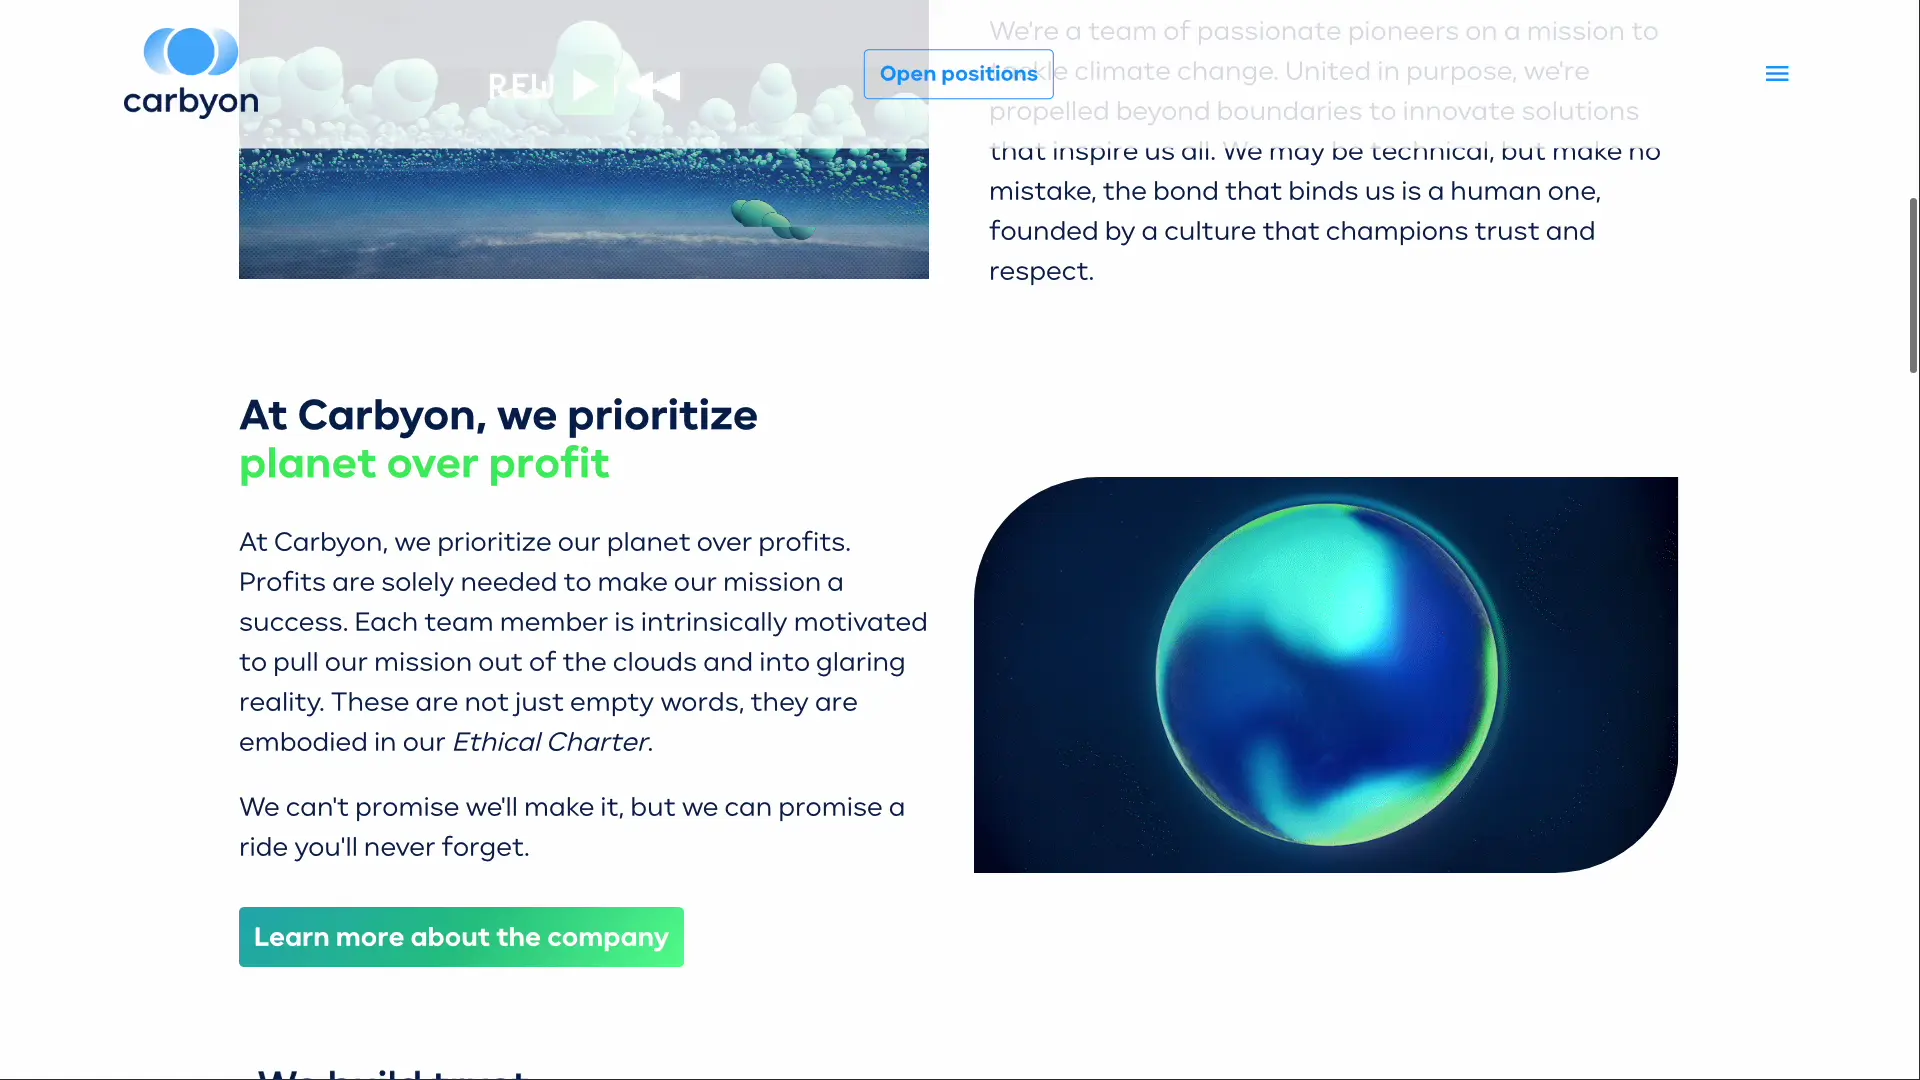 carbyon
REW
Open positions
We're a team of passionate pioneers on a mission to
tackle climate change. United in purpose, we're
propelled beyond boundaries to innovate solutions
that inspire us all. We may be technical, but make no
mistake, the bond that binds us is a human one,
founded by a culture that champions trust and
respect.
At Carbyon, we prioritize
planet over profit
At Carbyon, we prioritize our planet over profits.
Profits are solely needed to make our mission a
success. Each team member is intrinsically motivated
to pull our mission out of the clouds and into glaring
reality. These are not just empty words, they are
embodied in our Ethical Charter.
We can't promise we'll make it, but we can promise a
ride you'll never forget.
Learn more about the company
We build trust